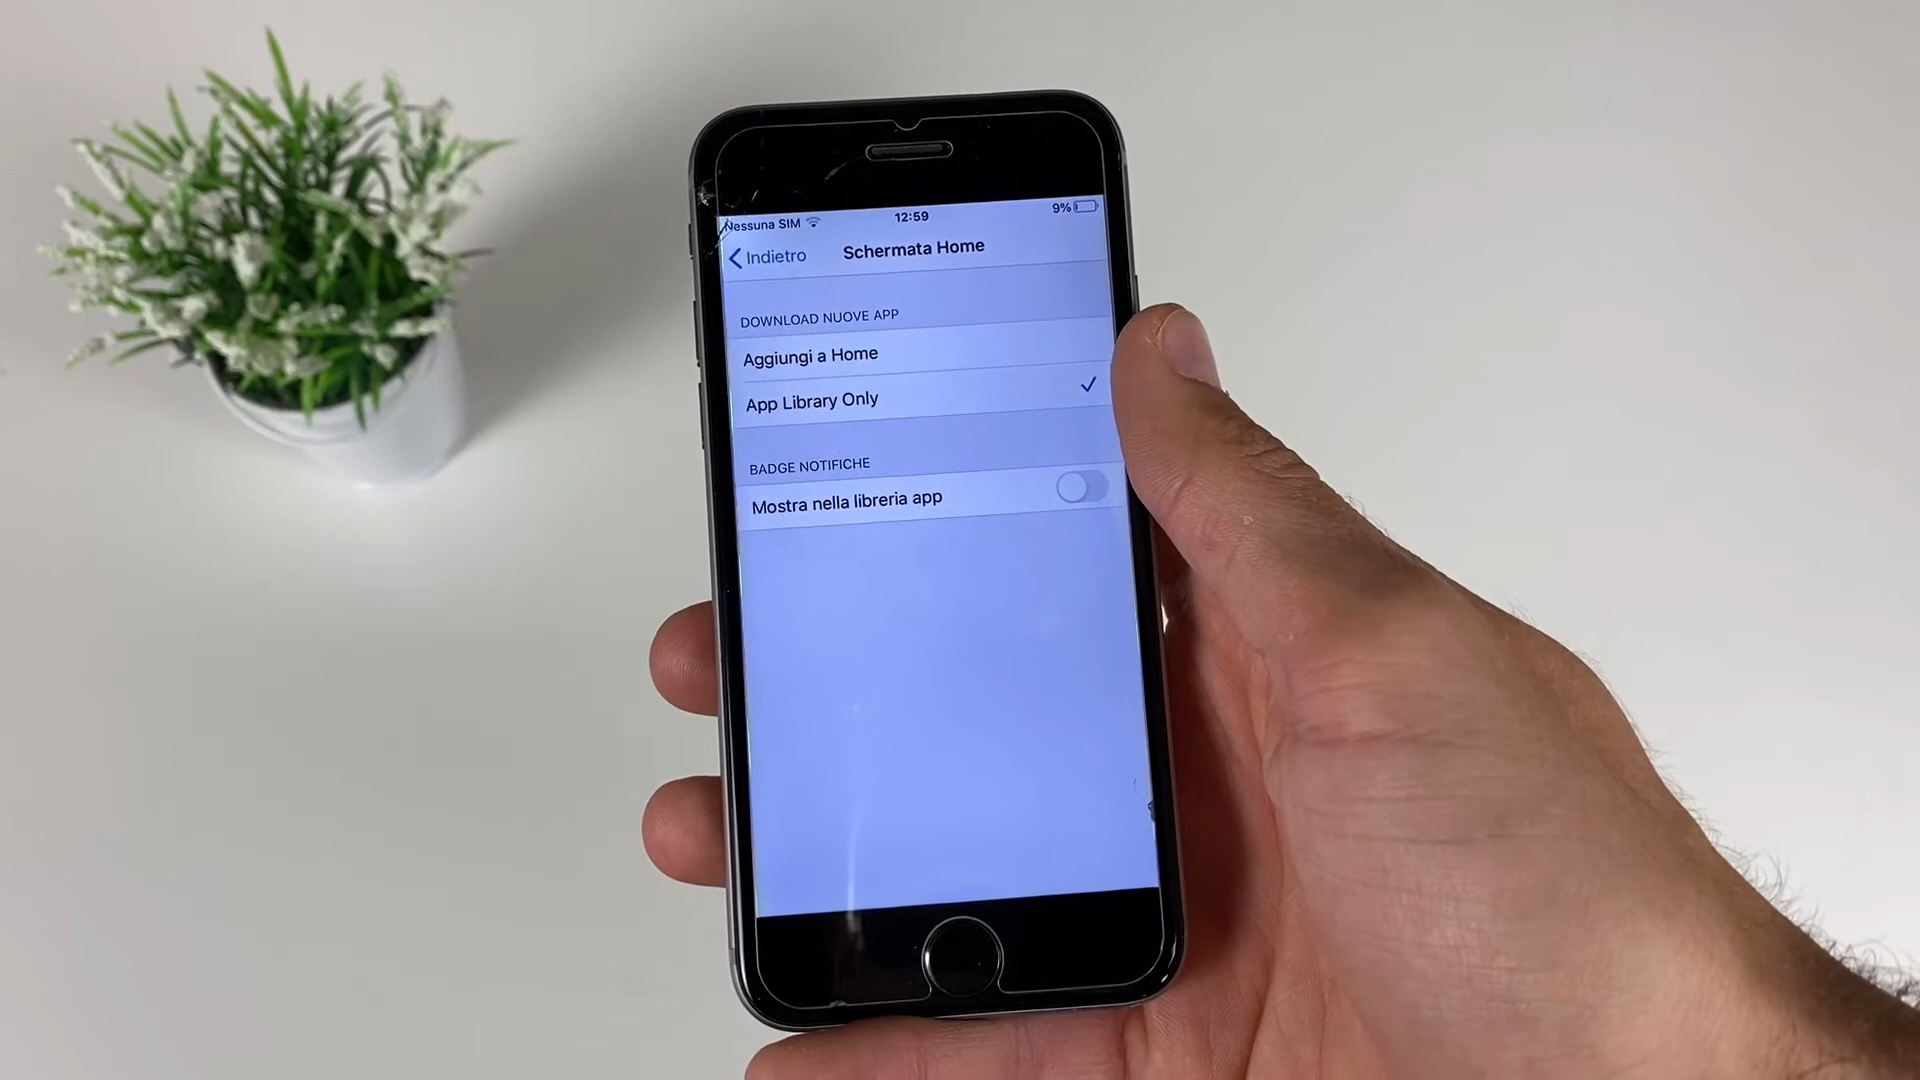 Nessuna SIM 12:59 9%
Indietro Schermata Home
DOWNLOAD NUOVE APP
Aggiungi a Home
App Library Only
BADGE NOTIFICHE
Mostra nella libreria app